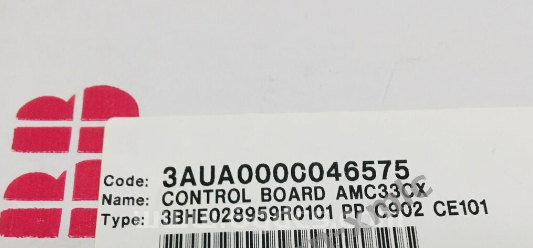 Code: 3AUA0000046575
Name: CONTROL BOARD AMC33CX
Type: 3BHE028959R0101 PP C902 CE101